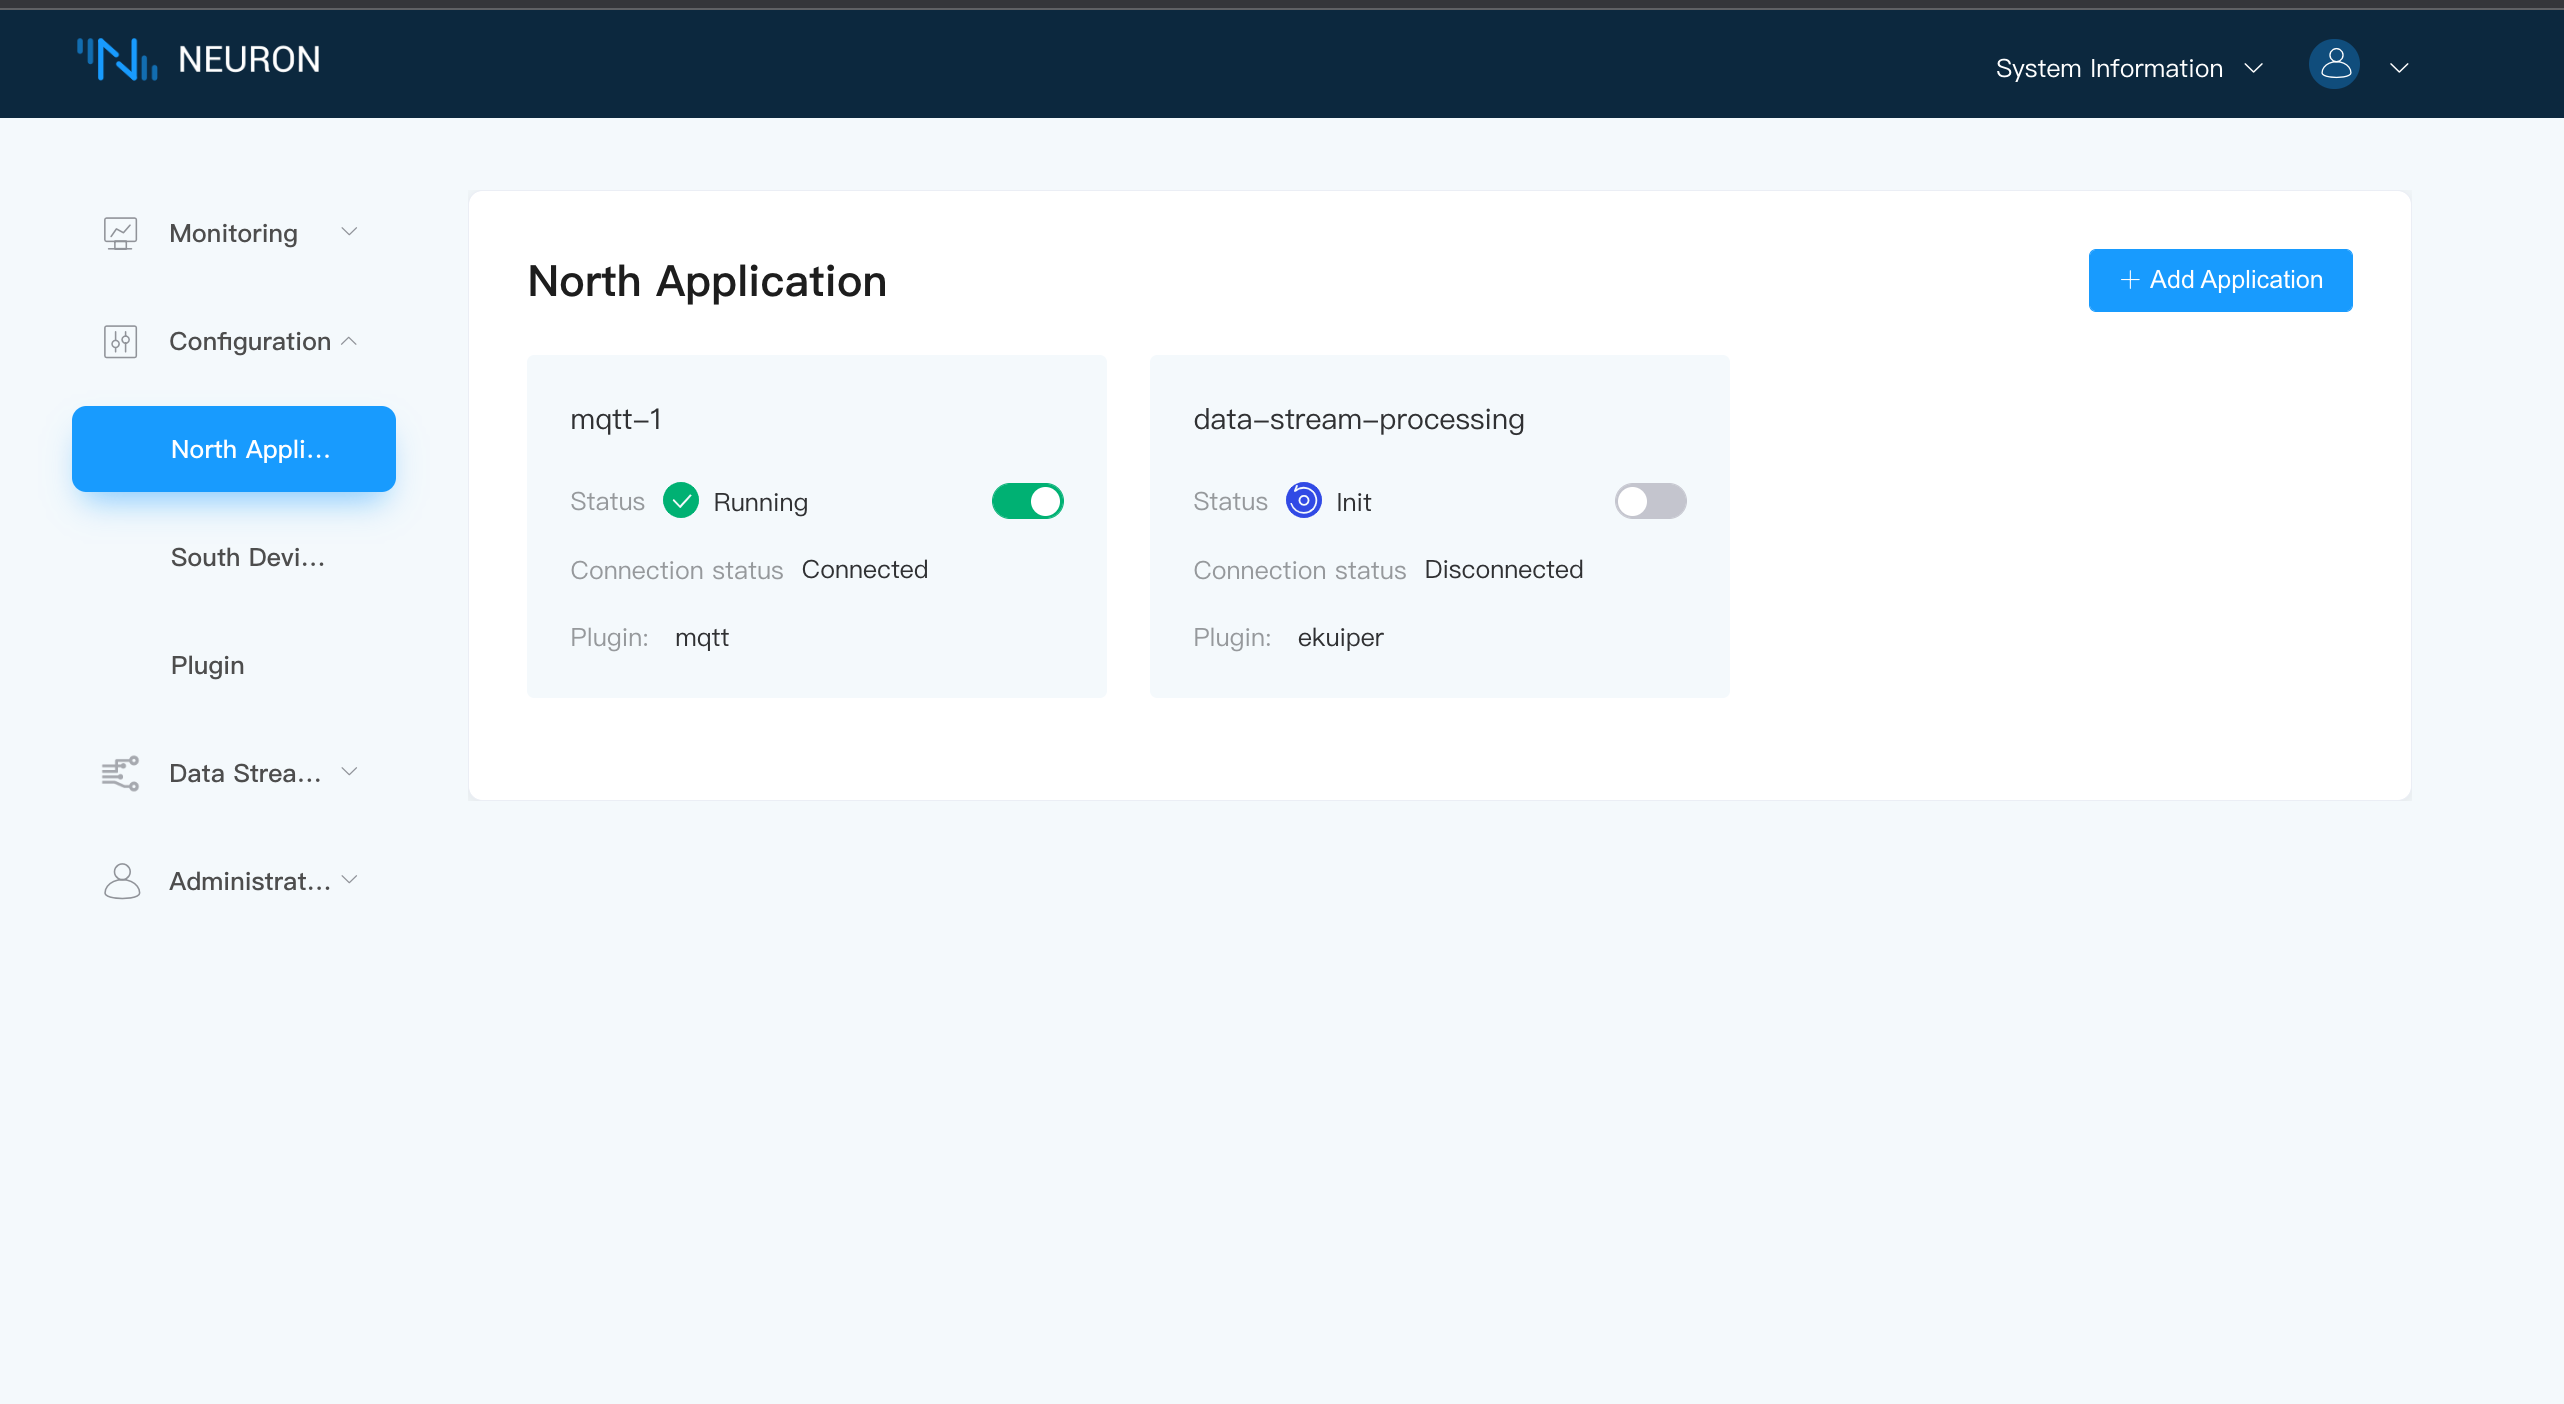 NEURON
System Information
Monitoring
Configuration
North Appli...
South Devi...
Plugin
Data Strea...
Administrat...
North Application
Add Application
mqtt-1
Status Running
Connection status Connected
Plugin: mqtt
data-stream-processing
Status Init
Connection status Disconnected
Plugin: ekuiper